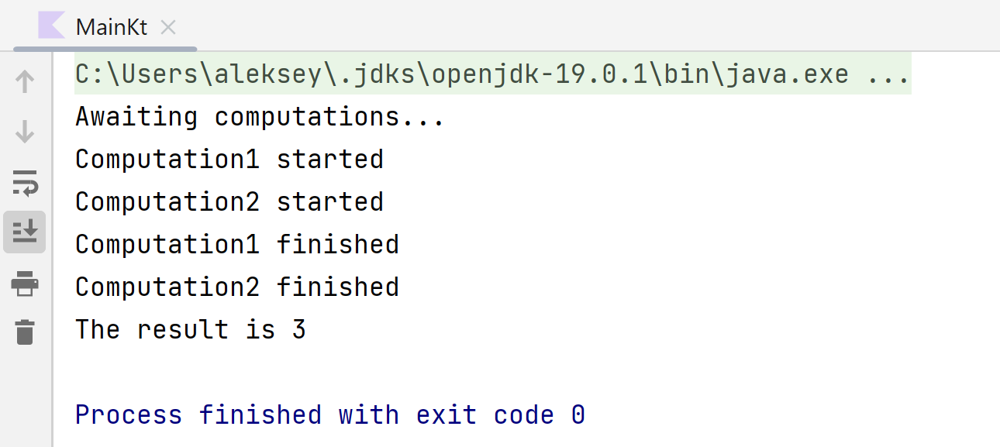 MainKt
C:\Users\aleksey\.jdks\openjdk-19.0.1\bin\java.exe ...
Awaiting computations...
Computation1 started
Computation2 started
Computation1 finished
Computation2 finished
The result is 3
Process finished with exit code 0